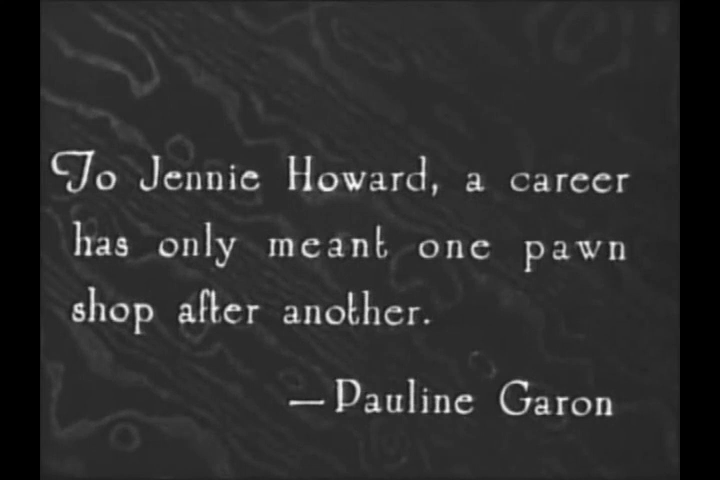 To Jennie Howard, a career
has only meant one pawn
shop after another.
—Pauline Garon